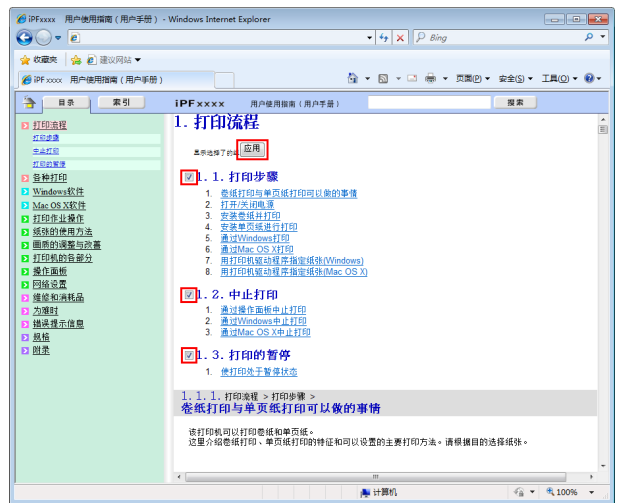 iPFxxxx 用户使用指南（用户手册） - Windows Internet Explorer
Bing
收藏夹 建议网站
iPF xxxx 用户使用指南（用户手册）
页面(P) 安全(S) 工具(O)
目录 索引 iPFxxxx 用户使用指南（用户手册） 搜索
打印流程
打印步骤
中止打印
打印的暂停
各种打印
Windows软件
Mac OS X软件
打印作业操作
纸张的使用方法
画质的调整与改善
打印机的各部分
操作面板
网络设置
维修和消耗品
为难时
错误提示信息
规格
附录
1. 打印流程
显示选择了的 应用
1. 1. 打印步骤
1. 卷纸打印与单页纸打印可以做的事情
2. 打开/关闭电源
3. 安装卷纸并打印
4. 安装单页纸进行打印
5. 通过Windows打印
6. 通过Mac OS X打印
7. 用打印机驱动程序指定纸张(Windows)
8. 用打印机驱动程序指定纸张(Mac OS X)
1. 2. 中止打印
1. 通过操作面板中止打印
2. 通过Windows中止打印
3. 通过Mac OS X中止打印
1. 3. 打印的暂停
1. 使打印处于暂停状态
1. 1. 1. 打印流程 > 打印步骤 >
卷纸打印与单页纸打印可以做的事情
该打印机可以打印卷纸和单页纸。
这里介绍卷纸打印、单页纸打印的特征和可以设置的主要打印方法。请根据目的选择纸张。
计算机 100%